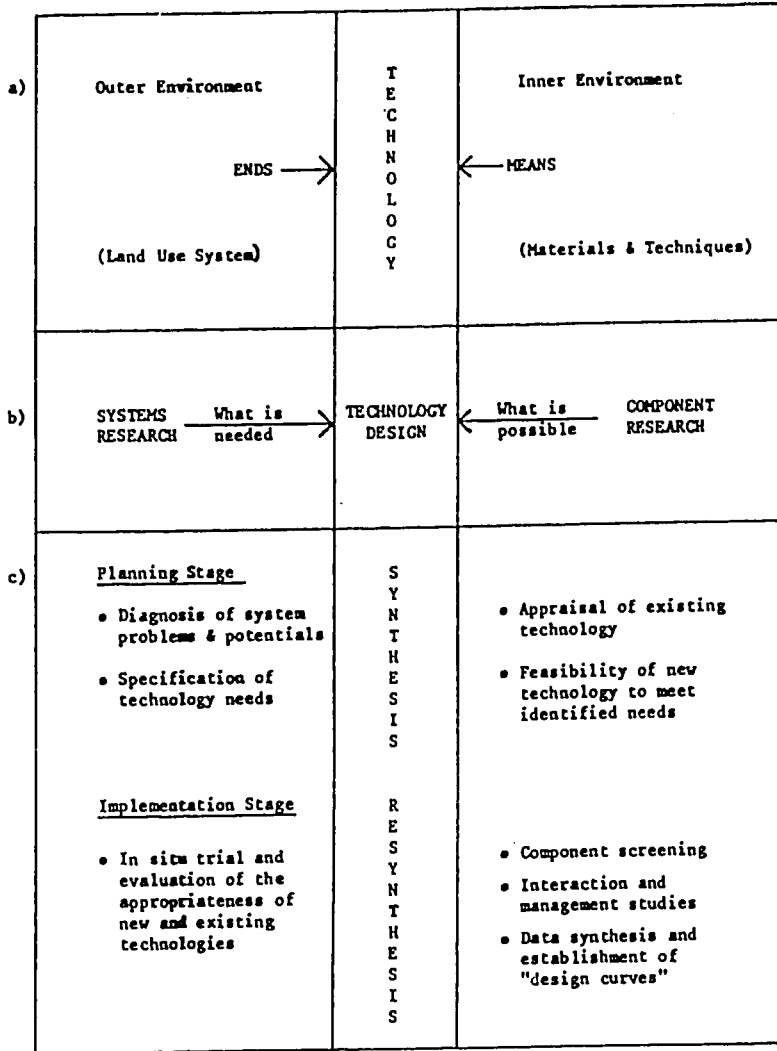 a)
Outer Environment
ENDS
(Land Use System)
TECHNOLOGY
Inner Environment
MEANS
(Materials & Techniques)
b)
SYSTEMS
RESEARCH
What is
needed
TECHNOLOGY
DESIGN
What is
possible
COMPONENT
RESEARCH
c)
Planning Stage
• Diagnosis of system
problems & potentials
• Specification of
technology needs
SYNTHESIS
• Appraisal of existing
technology
• Feasibility of new
technology to meet
identified needs
Implementation Stage
• In situ trial and
evaluation of the
appropriateness of
new and existing
technologies
RESYNTHESIS
• Component screening
• Interaction and
management studies
• Data synthesis and
establishment of
"design curves"